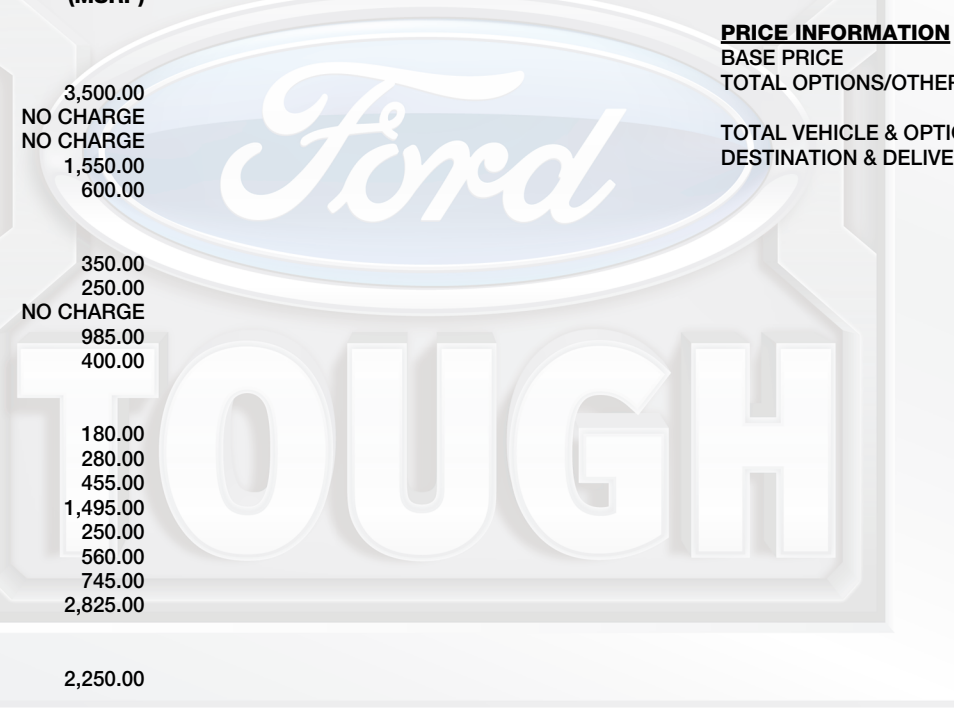 (MSRP)
3,500.00
NO CHARGE
NO CHARGE
1,550.00
600.00
350.00
250.00
NO CHARGE
985.00
400.00
180.00
280.00
455.00
1,495.00
250.00
560.00
745.00
2,825.00
2,250.00
PRICE INFORMATION
BASE PRICE
TOTAL OPTIONS/OTHER
TOTAL VEHICLE & OPTIO
DESTINATION & DELIVE
Ford
TOUGH